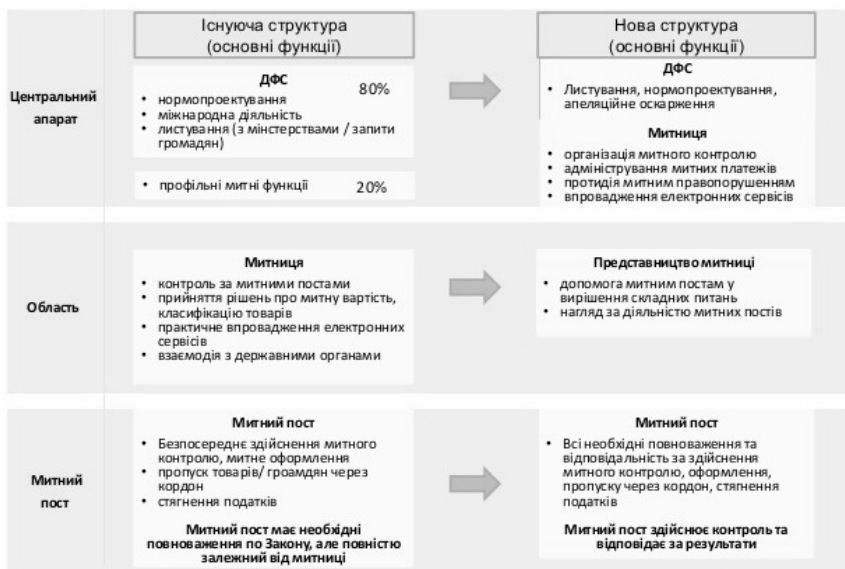 Існуюча структура
(основні функції)
Нова структура
(основні функції)
Центральний
апарат
ДФС
80%
• нормопроектування
• міжнародна діяльність
• листування (з мінстерствами / запити
громадян)
• профільні митні функції
20%
ДФС
• Листування, нормопроектування,
апеляційне оскарження
Митниця
• організація митного контролю
• адміністрування митних платежів
• протидія митним правопорушенням
• впровадження електронних сервісів
Область
Митниця
• контроль за митними постами
• прийняття рішень про митну вартість,
класифікацію товарів
• практичне впровадження електронних
сервісів
• взаємодія з державними органами
Представництво митниці
• допомога митним постам у
вирішення складних питань
• нагляд за діяльністю митних постів
Митний
пост
Митний пост
• Безпосереднє здійснення митного
контролю, митне оформлення
• пропуск товарів/ гроамдян через
кордон
• стягнення податків
Митний пост має необхідні
повноваження по Закону, але повністю
залежний від митниці
Митний пост
• Всі необхідні повноваження та
відповідальність за здійснення
митного контролю, оформлення,
пропуску через кордон, стягнення
податків
Митний пост здійснює контроль та
відповідає за результати